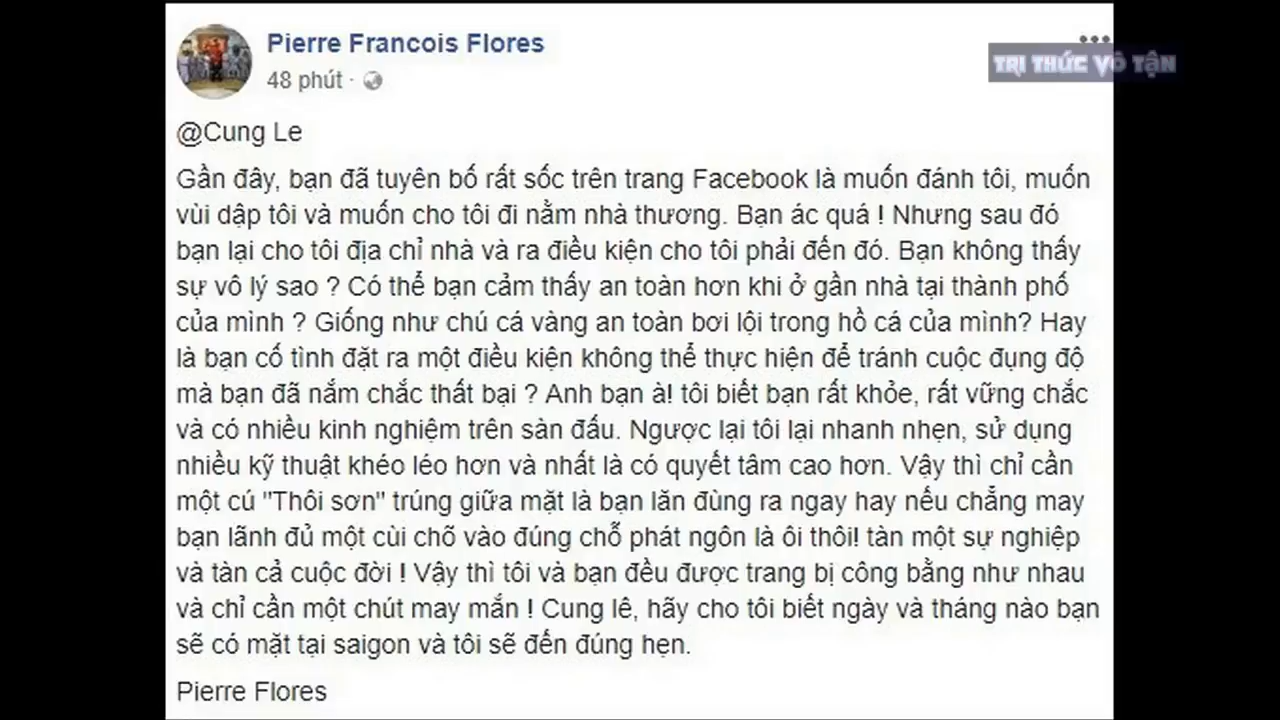 Pierre Francois Flores
TRI THỨC VÔ TẬN
48 phút ·
@Cung Le
Gần đây, bạn đã tuyên bố rất sốc trên trang Facebook là muốn đánh tôi, muốn
vùi dập tôi và muốn cho tôi đi nằm nhà thương. Bạn ác quá ! Nhưng sau đó
bạn lại cho tôi địa chỉ nhà và ra điều kiện cho tôi phải đến đó. Bạn không thấy
sự vô lý sao ? Có thể bạn cảm thấy an toàn hơn khi ở gần nhà tại thành phố
của mình ? Giống như chú cá vàng an toàn bơi lội trong hồ cá của mình? Hay
là bạn cố tình đặt ra một điều kiện không thể thực hiện để tránh cuộc đụng độ
mà bạn đã nắm chắc thất bại ? Anh bạn à! tôi biết bạn rất khỏe, rất vững chắc
và có nhiều kinh nghiệm trên sàn đấu. Ngược lại tôi lại nhanh nhẹn, sử dụng
nhiều kỹ thuật khéo léo hơn và nhất là có quyết tâm cao hơn. Vậy thì chỉ cần
một cú "Thôi sơn" trúng giữa mặt là bạn lăn đùng ra ngay hay nếu chẳng may
bạn lãnh đủ một cùi chõ vào đúng chỗ phát ngôn là ôi thôi! tàn một sự nghiệp
và tàn cả cuộc đời ! Vậy thì tôi và bạn đều được trang bị công bằng như nhau
và chỉ cần một chút may mắn ! Cung lê, hãy cho tôi biết ngày và tháng nào bạn
sẽ có mặt tại saigon và tôi sẽ đến đúng hẹn.
Pierre Flores